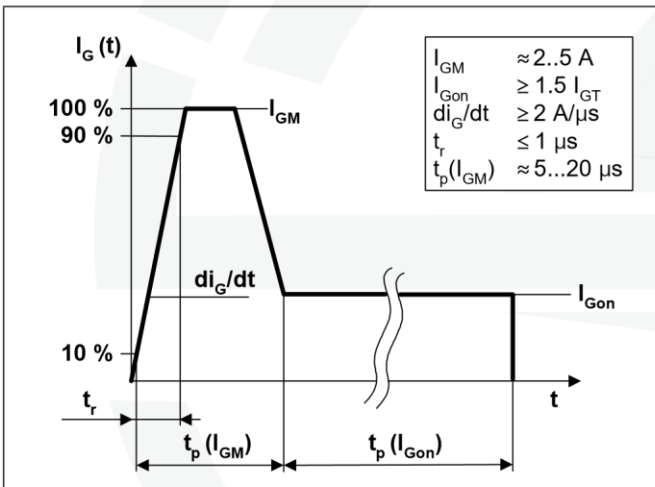 I_G (t)
100 %
90 %
10 %
I_GM
di_G/dt
I_Gon
t
t_r
t_p (I_GM)
t_p (I_Gon)
I_GM ≈ 2..5 A
I_Gon ≥ 1.5 I_GT
di_G/dt ≥ 2 A/µs
t_r ≤ 1 µs
t_p(I_GM) ≈ 5...20 µs